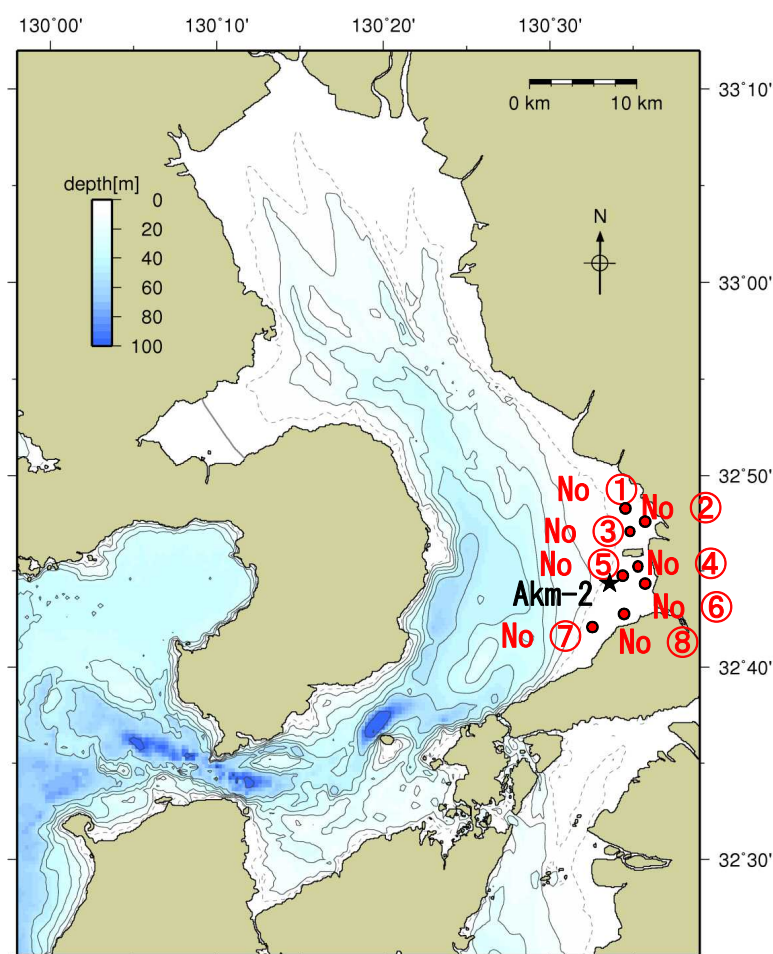 130°00' 130°10' 130°20' 130°30'
33°10'
0 km 10 km
depth[m]
0
20
40
60
80
100
N
33°00'
32°50'
No ①
No ②
No ③
No ④
No ⑤
Akm-2
No ⑥
No ⑦
No ⑧
32°40'
32°30'